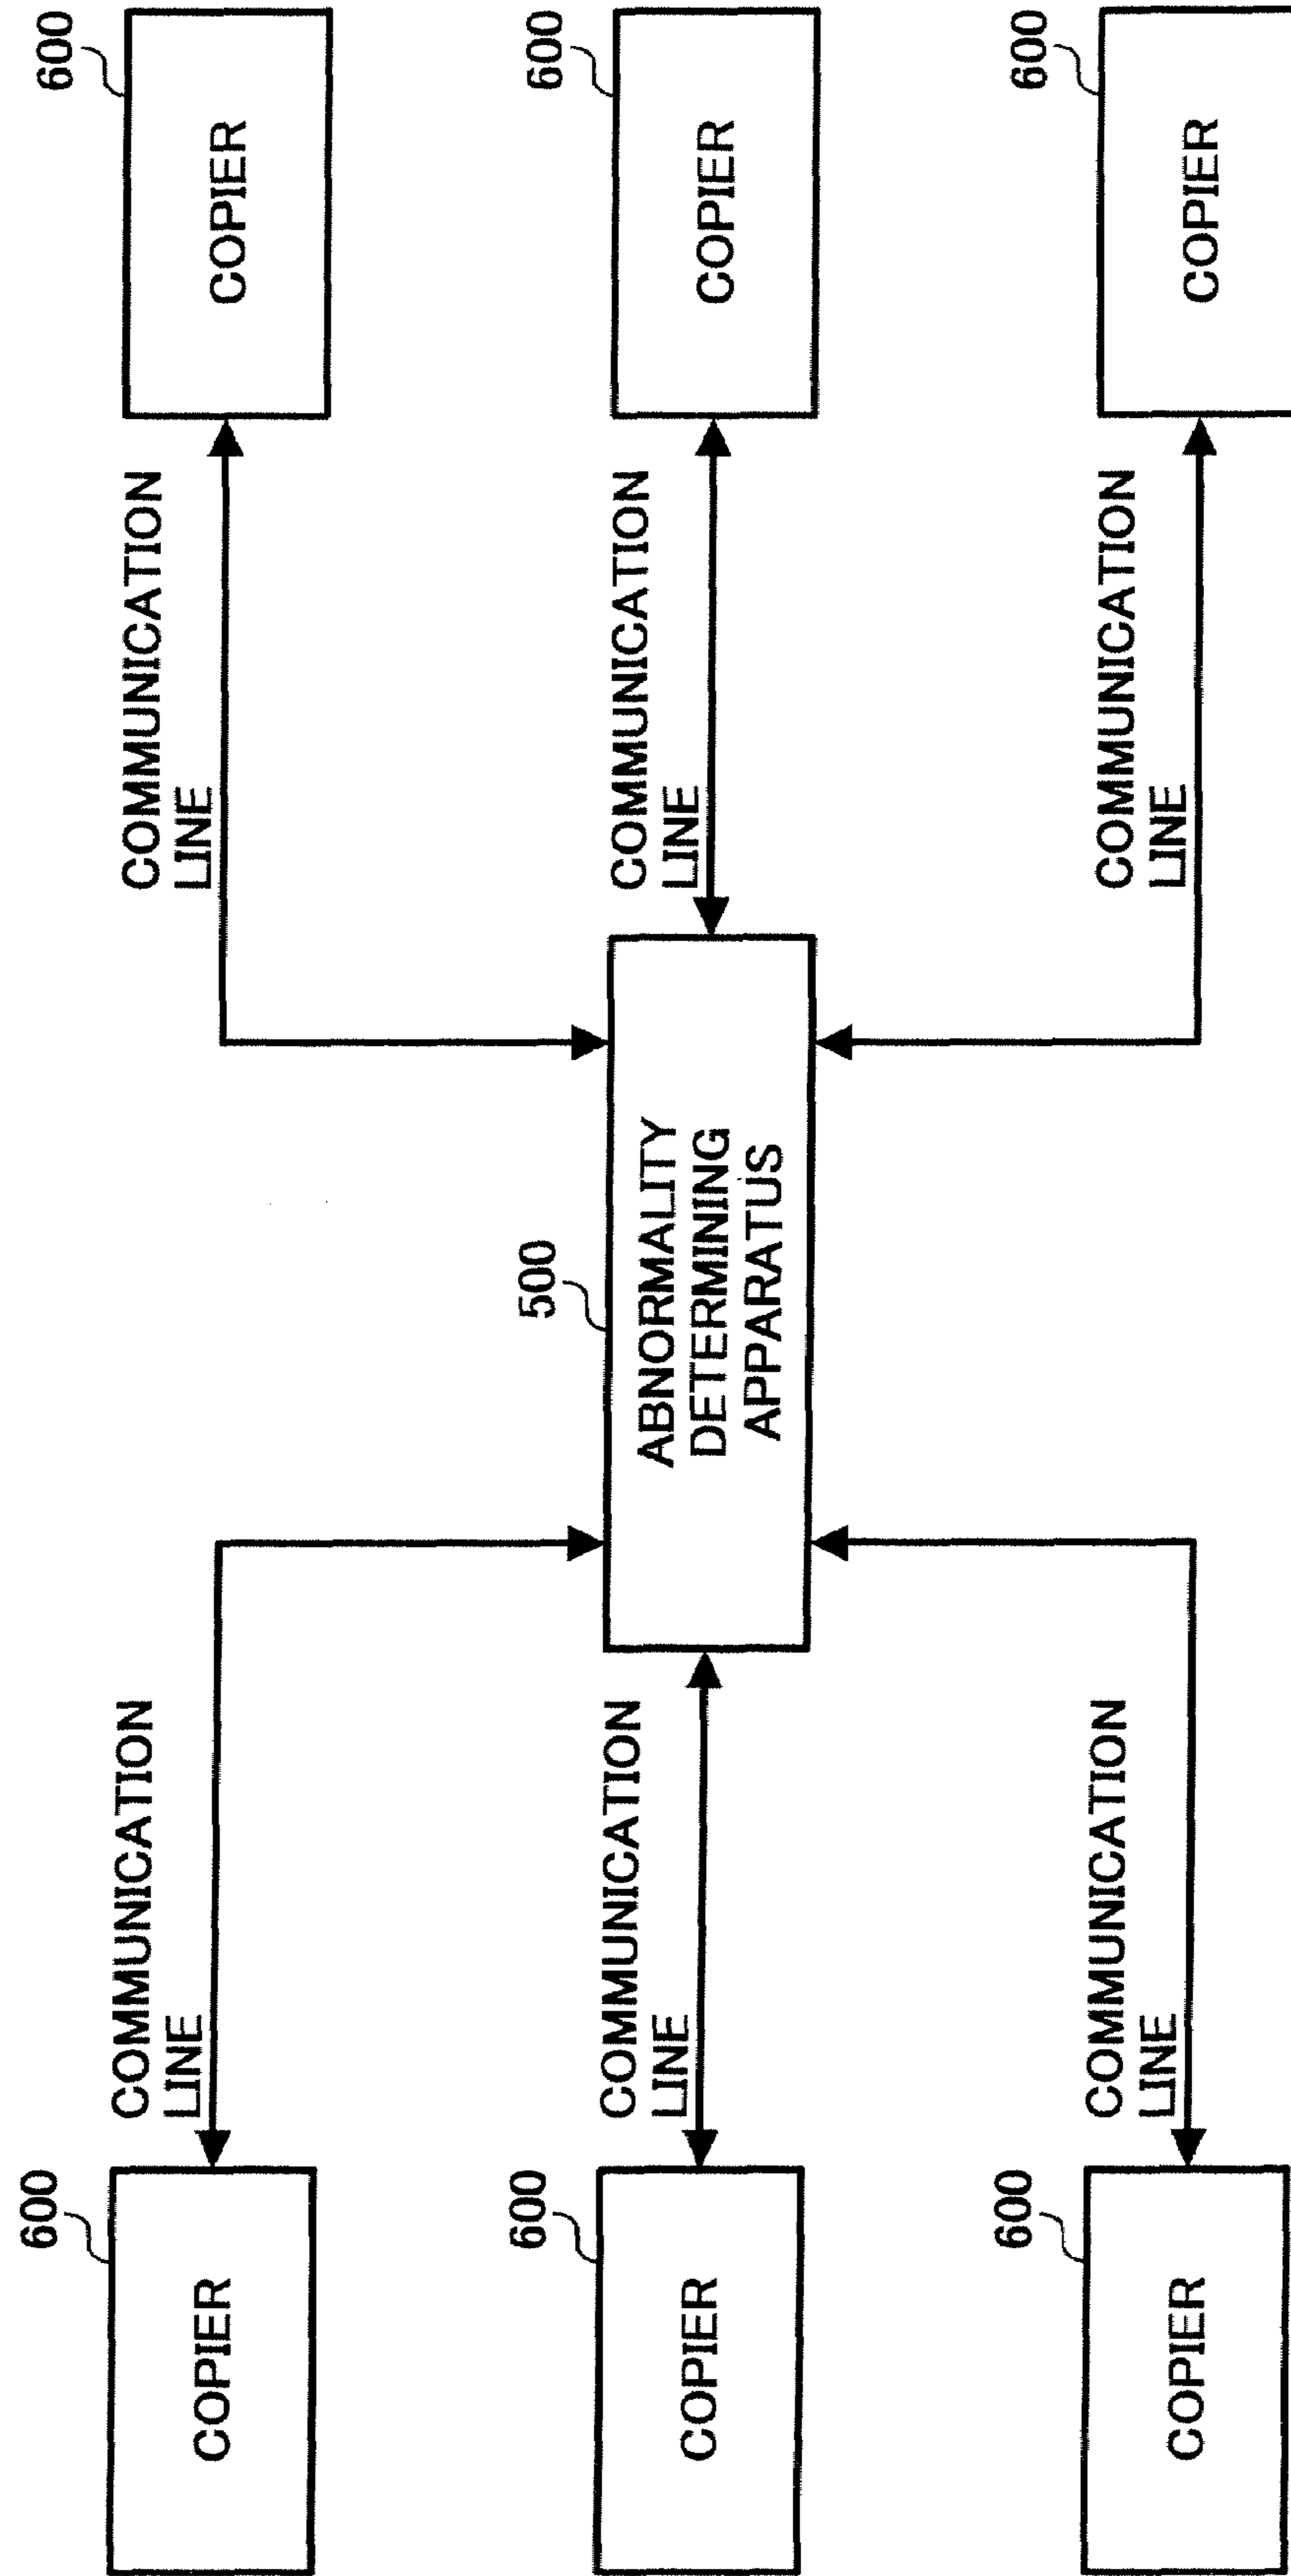 600
600
COPIER
COMMUNICATION
LINE
COMMUNICATION
LINE
COPIER
600
500
600
COPIER
COMMUNICATION
LINE
ABNORMALITY
DETERMINING
APPARATUS
COMMUNICATION
LINE
COPIER
600
600
COPIER
COMMUNICATION
LINE
COMMUNICATION
LINE
COPIER